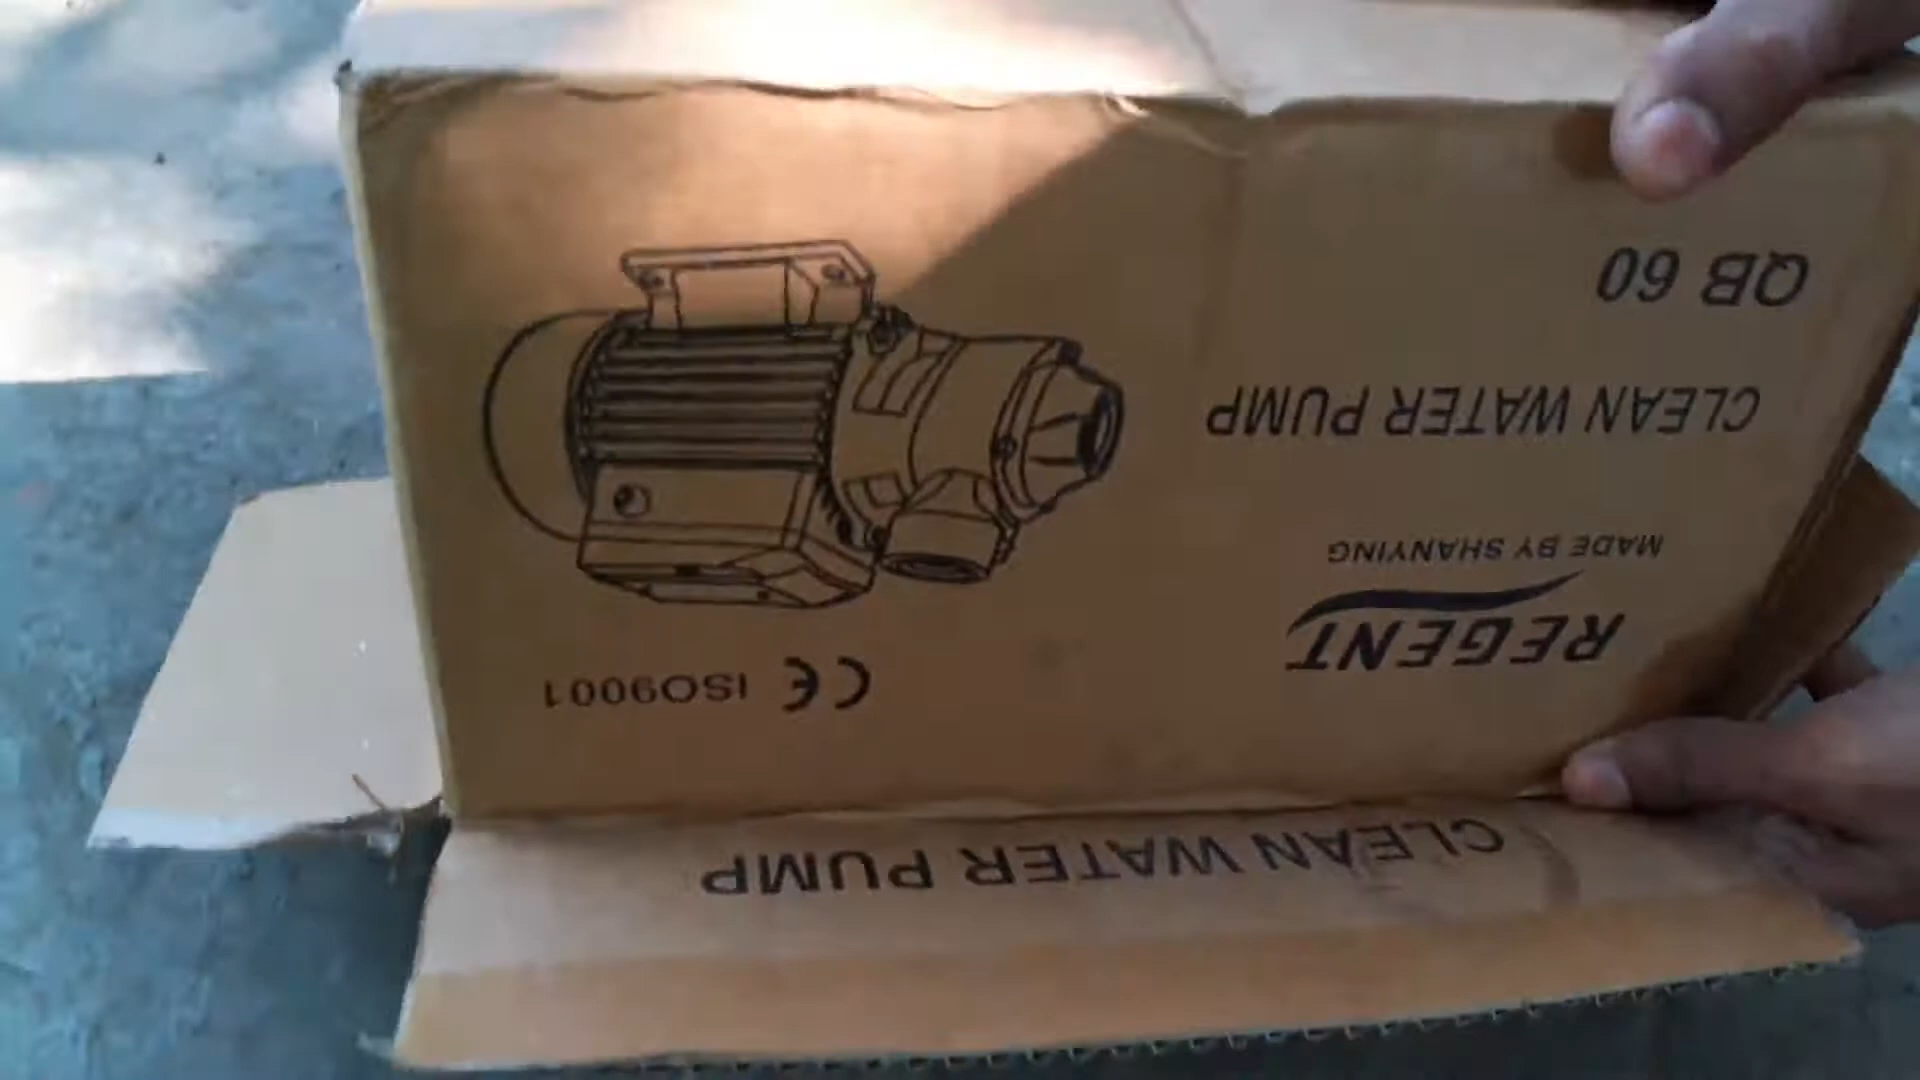 REGENT
MADE BY SHANYING
CLEAN WATER PUMP
QB 60
CE ISO9001
CLEAN WATER PUMP